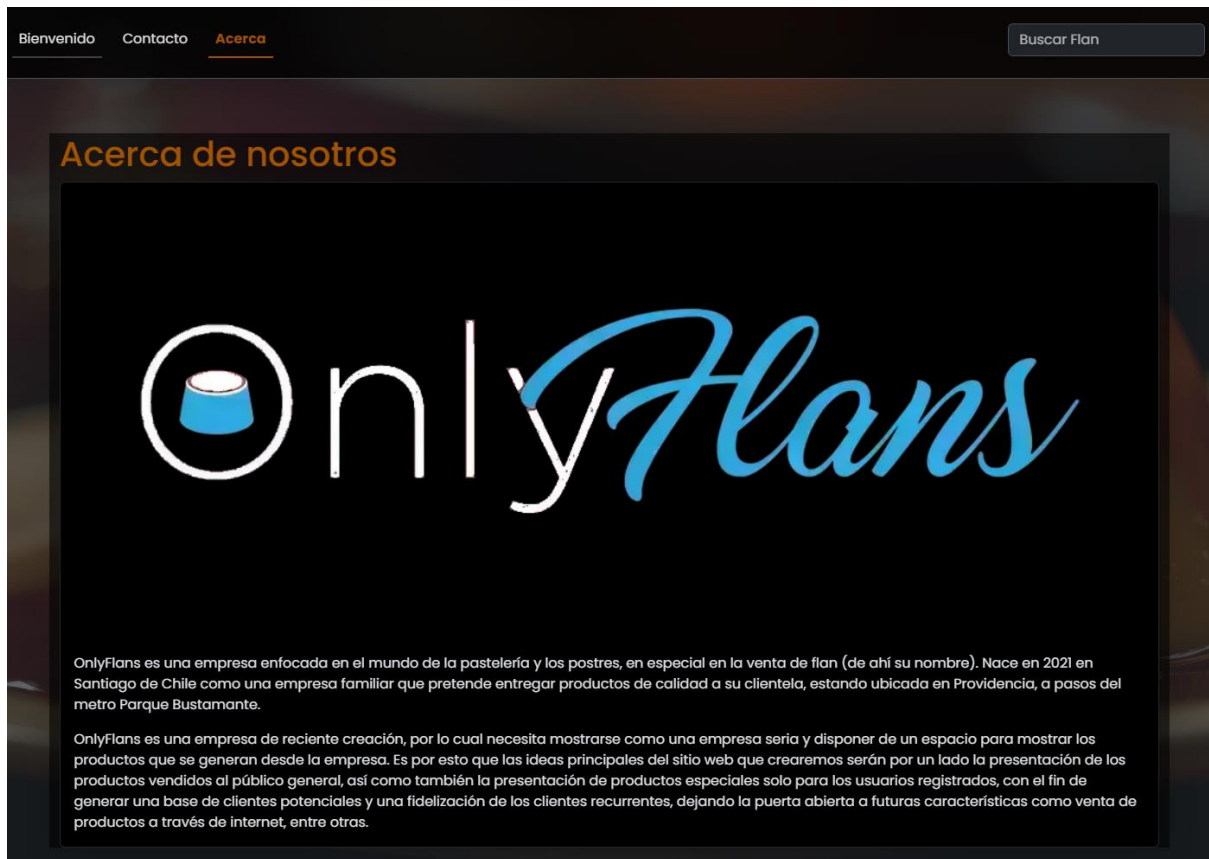 Bienvenido Contacto Acerca Buscar Flan
Acerca de nosotros
OnlyFlans
OnlyFlans es una empresa enfocada en el mundo de la pastelería y los postres, en especial en la venta de flan (de ahí su nombre). Nace en 2021 en
Santiago de Chile como una empresa familiar que pretende entregar productos de calidad a su clientela, estando ubicada en Providencia, a pasos del
metro Parque Bustamante.
OnlyFlans es una empresa de reciente creación, por lo cual necesita mostrarse como una empresa seria y disponer de un espacio para mostrar los
productos que se generan desde la empresa. Es por esto que las ideas principales del sitio web que crearemos serán por un lado la presentación de los
productos vendidos al público general, así como también la presentación de productos especiales solo para los usuarios registrados, con el fin de
generar una base de clientes potenciales y una fidelización de los clientes recurrentes, dejando la puerta abierta a futuras características como venta de
productos a través de internet, entre otras.